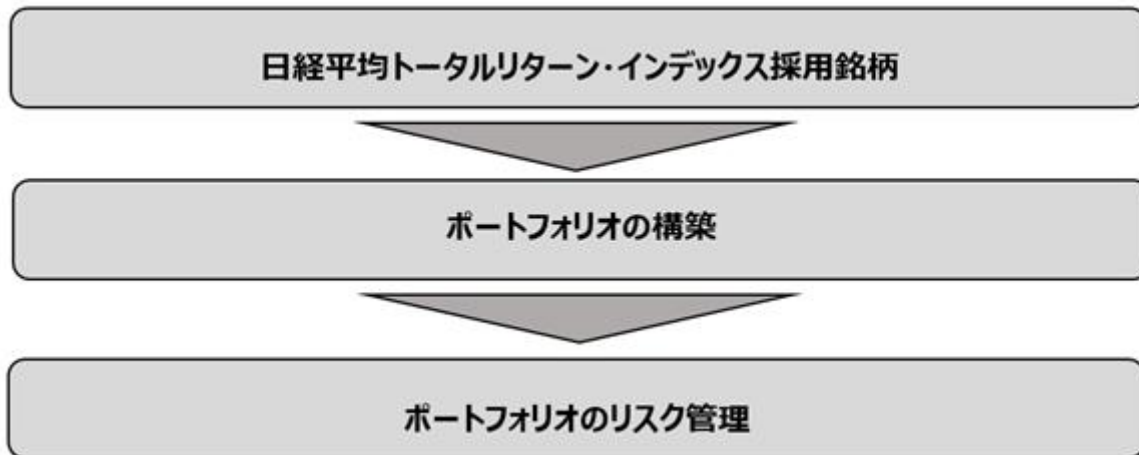 日経平均トータルリターン・インデックス採用銘柄
ポートフォリオの構築
ポートフォリオのリスク管理